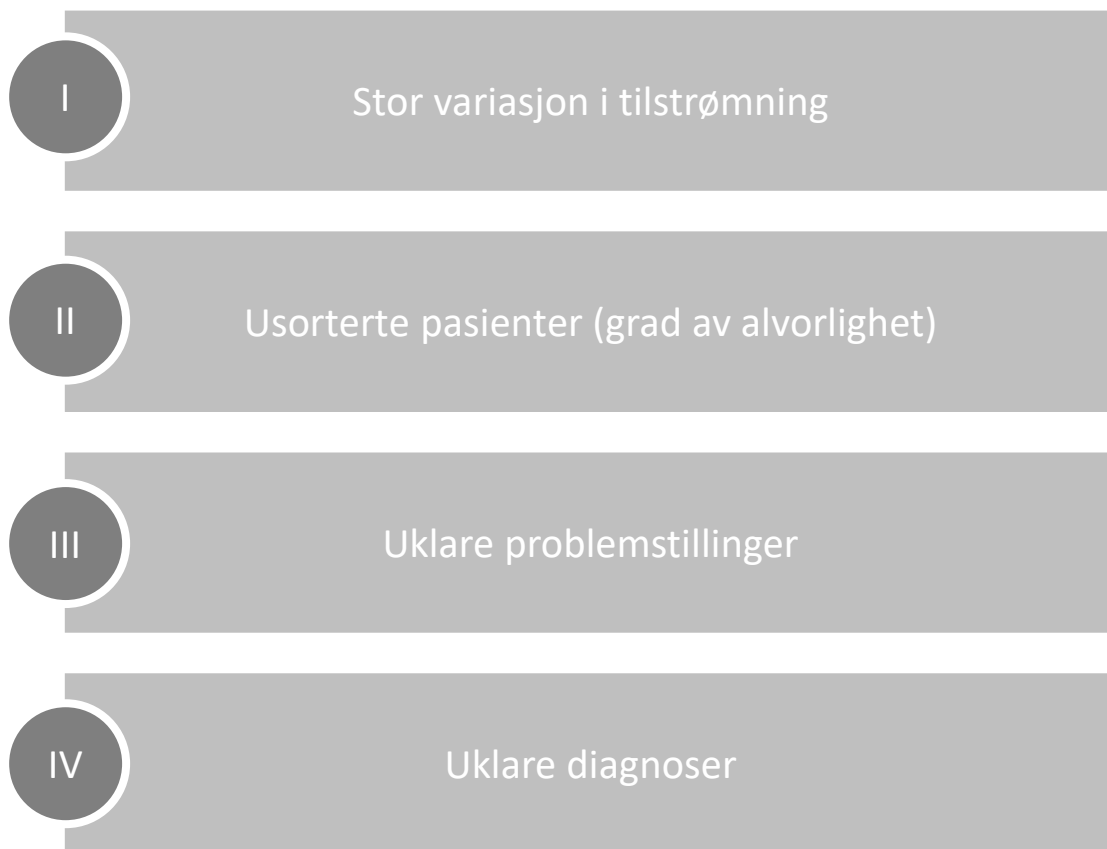 I
Stor variasjon i tilstrømning
II
Usorterte pasienter (grad av alvorlighet)
III
Uklare problemstillinger
IV
Uklare diagnoser